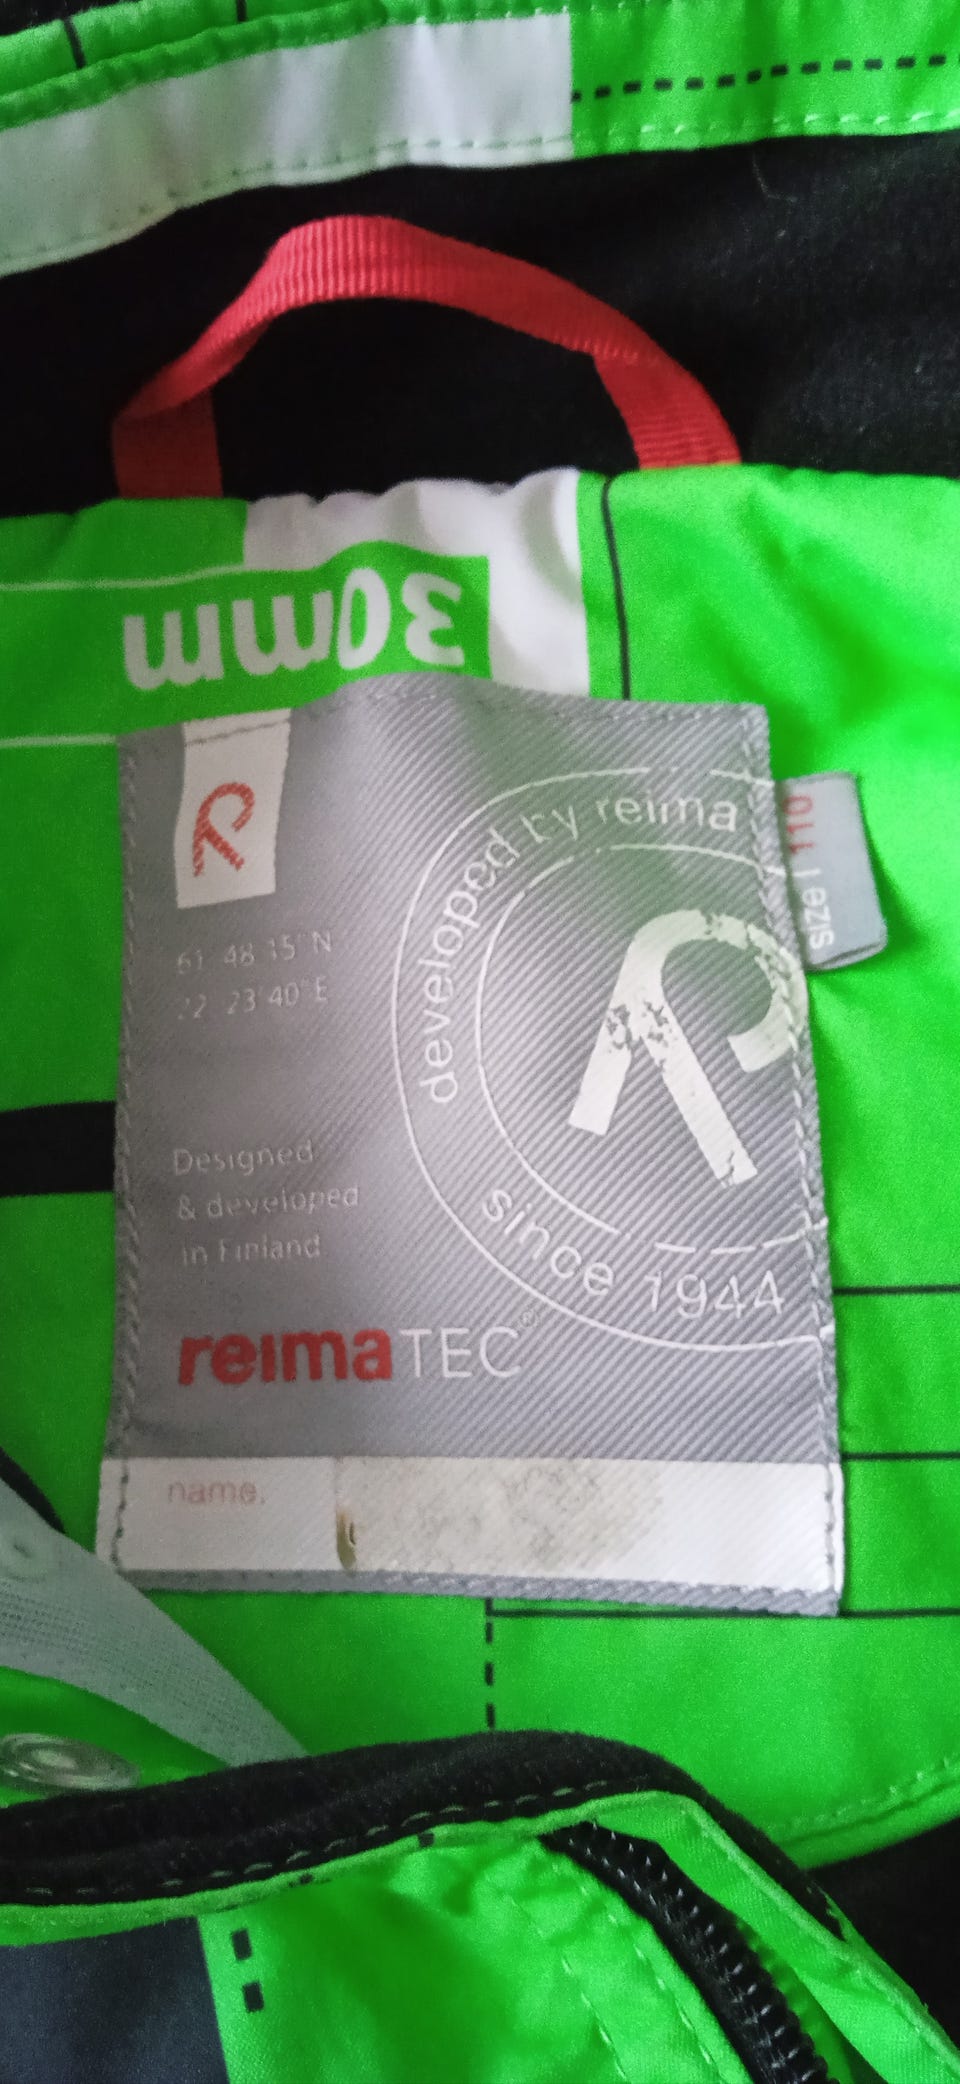 30mm
R
developed by reima
size | 110
61 48 15" N
22 23'40" E
R
Designed
& developed
in Finland
since 1944
reimaTEC®
name.